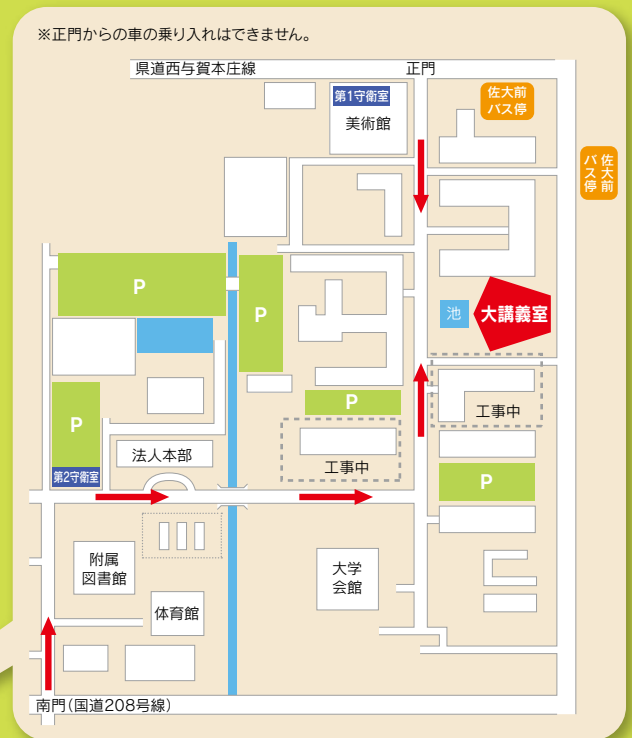 ※正門からの車の乗り入れはできません。
県道西与賀本庄線
正門
第1守衛室
美術館
佐大前
バス停
佐大前
バス停
P
P
池
大講義室
P
P
工事中
工事中
法人本部
第2守衛室
P
附属
図書館
大学
会館
体育館
南門(国道208号線)